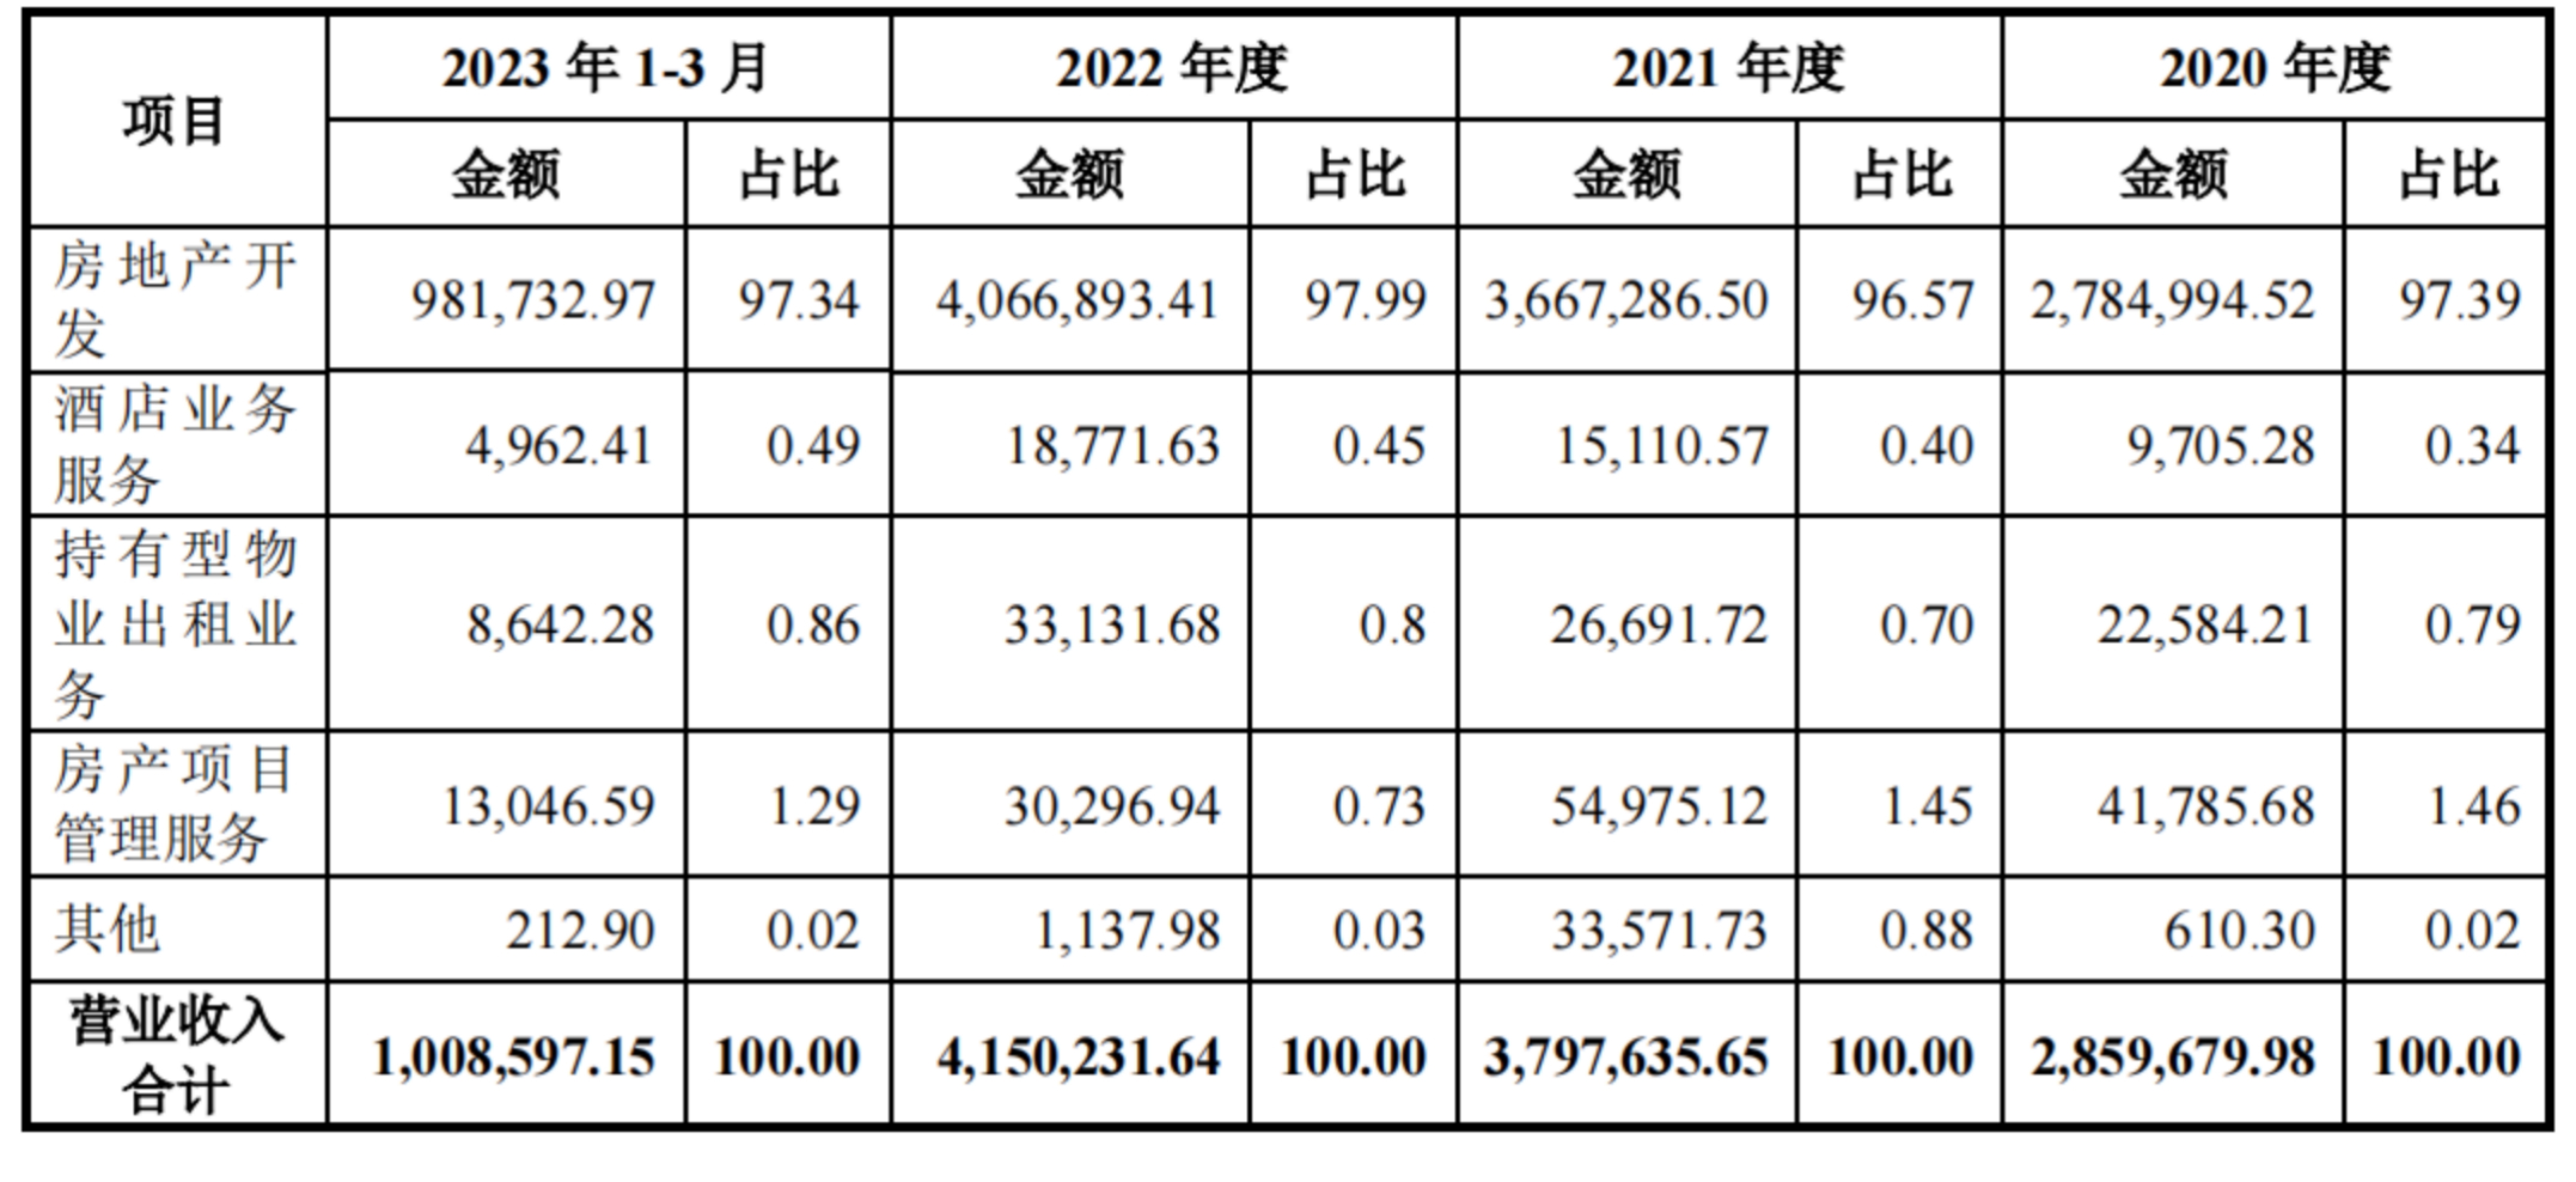 项目 2023 年 1-3 月 2022 年度 2021 年度 2020 年度
金额 占比 金额 占比 金额 占比 金额 占比
房地产开
发
981,732.97 97.34 4,066,893.41 97.99 3,667,286.50 96.57 2,784,994.52 97.39
酒店业务
服务
4,962.41 0.49 18,771.63 0.45 15,110.57 0.40 9,705.28 0.34
持有型物
业出租业
务
8,642.28 0.86 33,131.68 0.8 26,691.72 0.70 22,584.21 0.79
房产项目
管理服务
13,046.59 1.29 30,296.94 0.73 54,975.12 1.45 41,785.68 1.46
其他 212.90 0.02 1,137.98 0.03 33,571.73 0.88 610.30 0.02
营业收入
合计
1,008,597.15 100.00 4,150,231.64 100.00 3,797,635.65 100.00 2,859,679.98 100.00